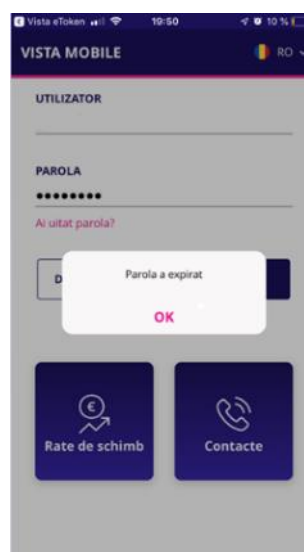 Vista eToken 19:50 10 %
VISTA MOBILE RO
UTILIZATOR
PAROLA
Ai uitat parola?
D
Parola a expirat
OK
Rate de schimb
Contacte